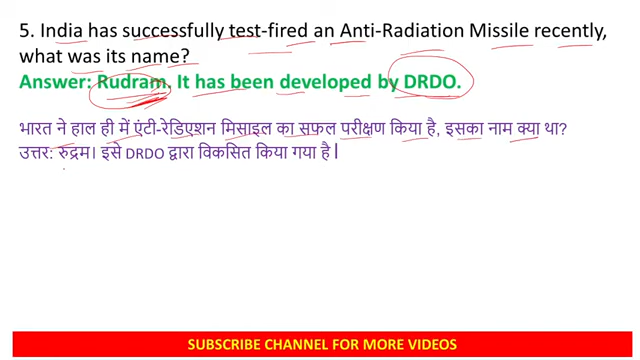 5. India has successfully test-fired an Anti-Radiation Missile recently,
what was its name?
Answer: Rudram. It has been developed by DRDO.
भारत ने हाल ही में एंटी-रेडिएशन मिसाइल का सफल परीक्षण किया है, इसका नाम क्या था?
उत्तर: रुद्रम। इसे DRDO द्वारा विकसित किया गया है |
SUBSCRIBE CHANNEL FOR MORE VIDEOS